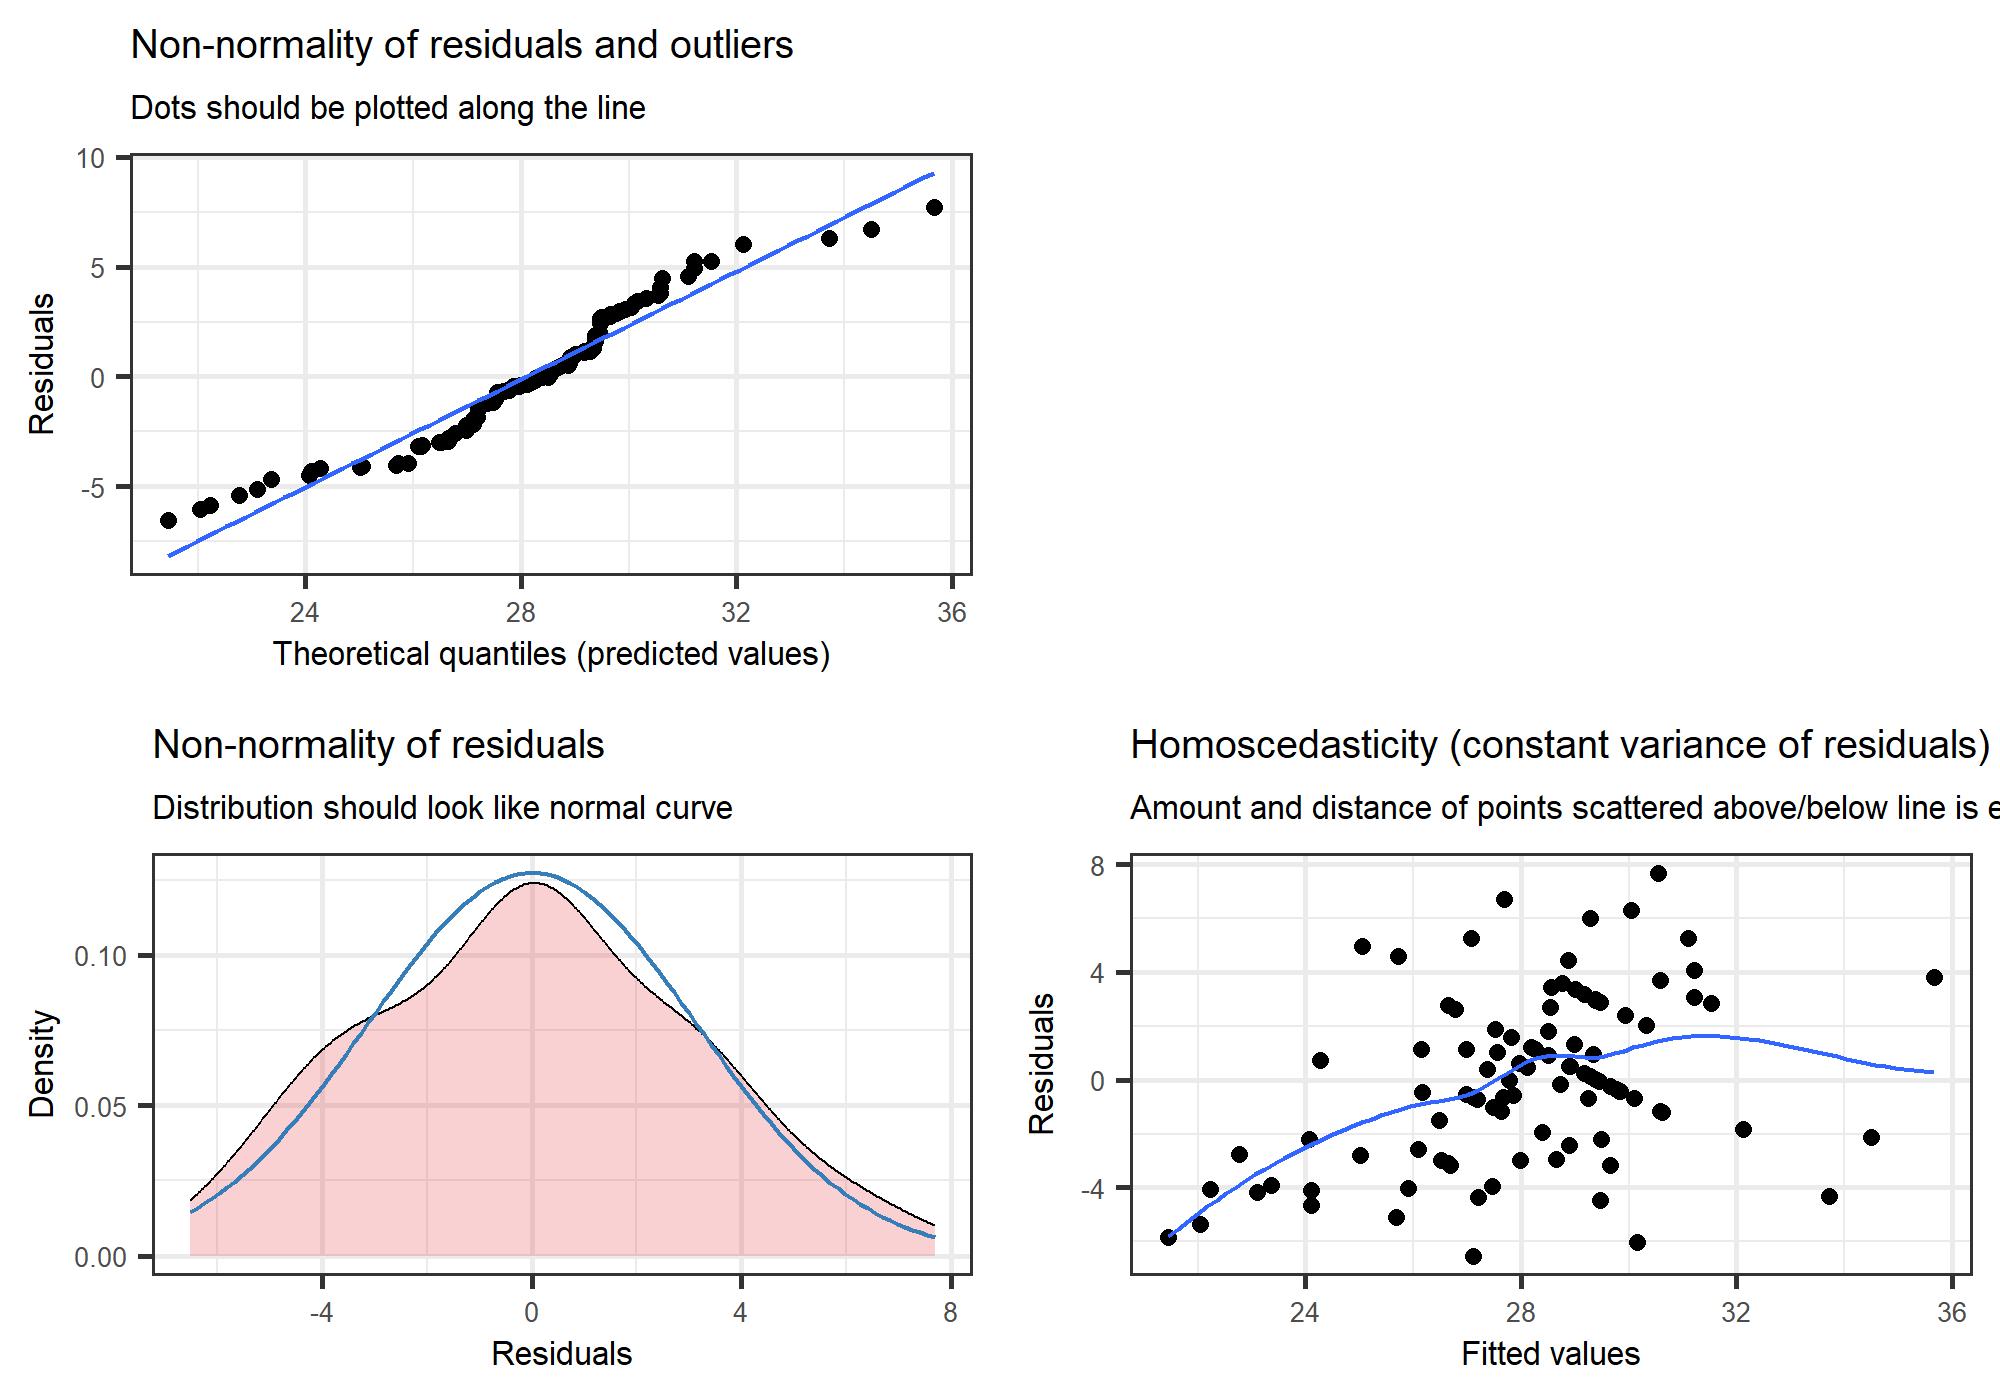 Non-normality of residuals and outliers
Dots should be plotted along the line
10
5
0
-5
Residuals
24 28 32 36
Theoretical quantiles (predicted values)
Non-normality of residuals
Distribution should look like normal curve
0.10
0.05
0.00
Density
-4 0 4 8
Residuals
Homoscedasticity (constant variance of residuals)
Amount and distance of points scattered above/below line is e
8
4
0
-4
Residuals
24 28 32 36
Fitted values